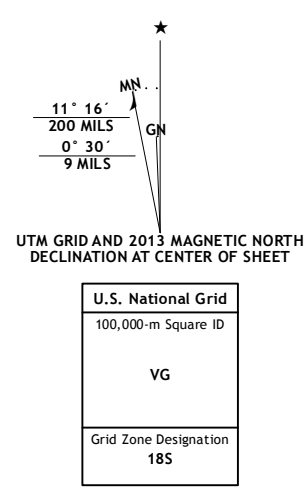 ★
MN
11° 16´
200 MILS
GN
0° 30´
9 MILS
UTM GRID AND 2013 MAGNETIC NORTH
DECLINATION AT CENTER OF SHEET
U.S. National Grid
100,000-m Square ID
VG
Grid Zone Designation
18S